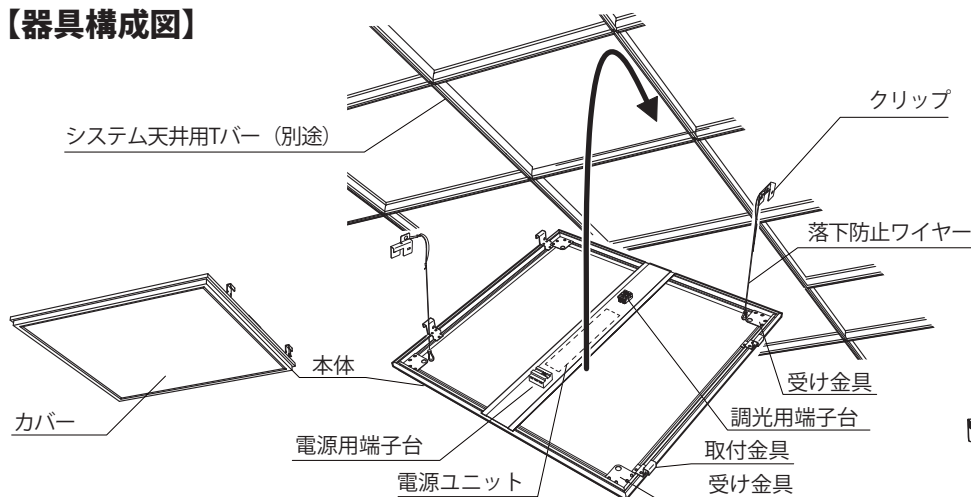 【器具構成図】
クリップ
システム天井用Tバー（別途）
落下防止ワイヤー
本体
受け金具
カバー
調光用端子台
電源用端子台
取付金具
電源ユニット
受け金具